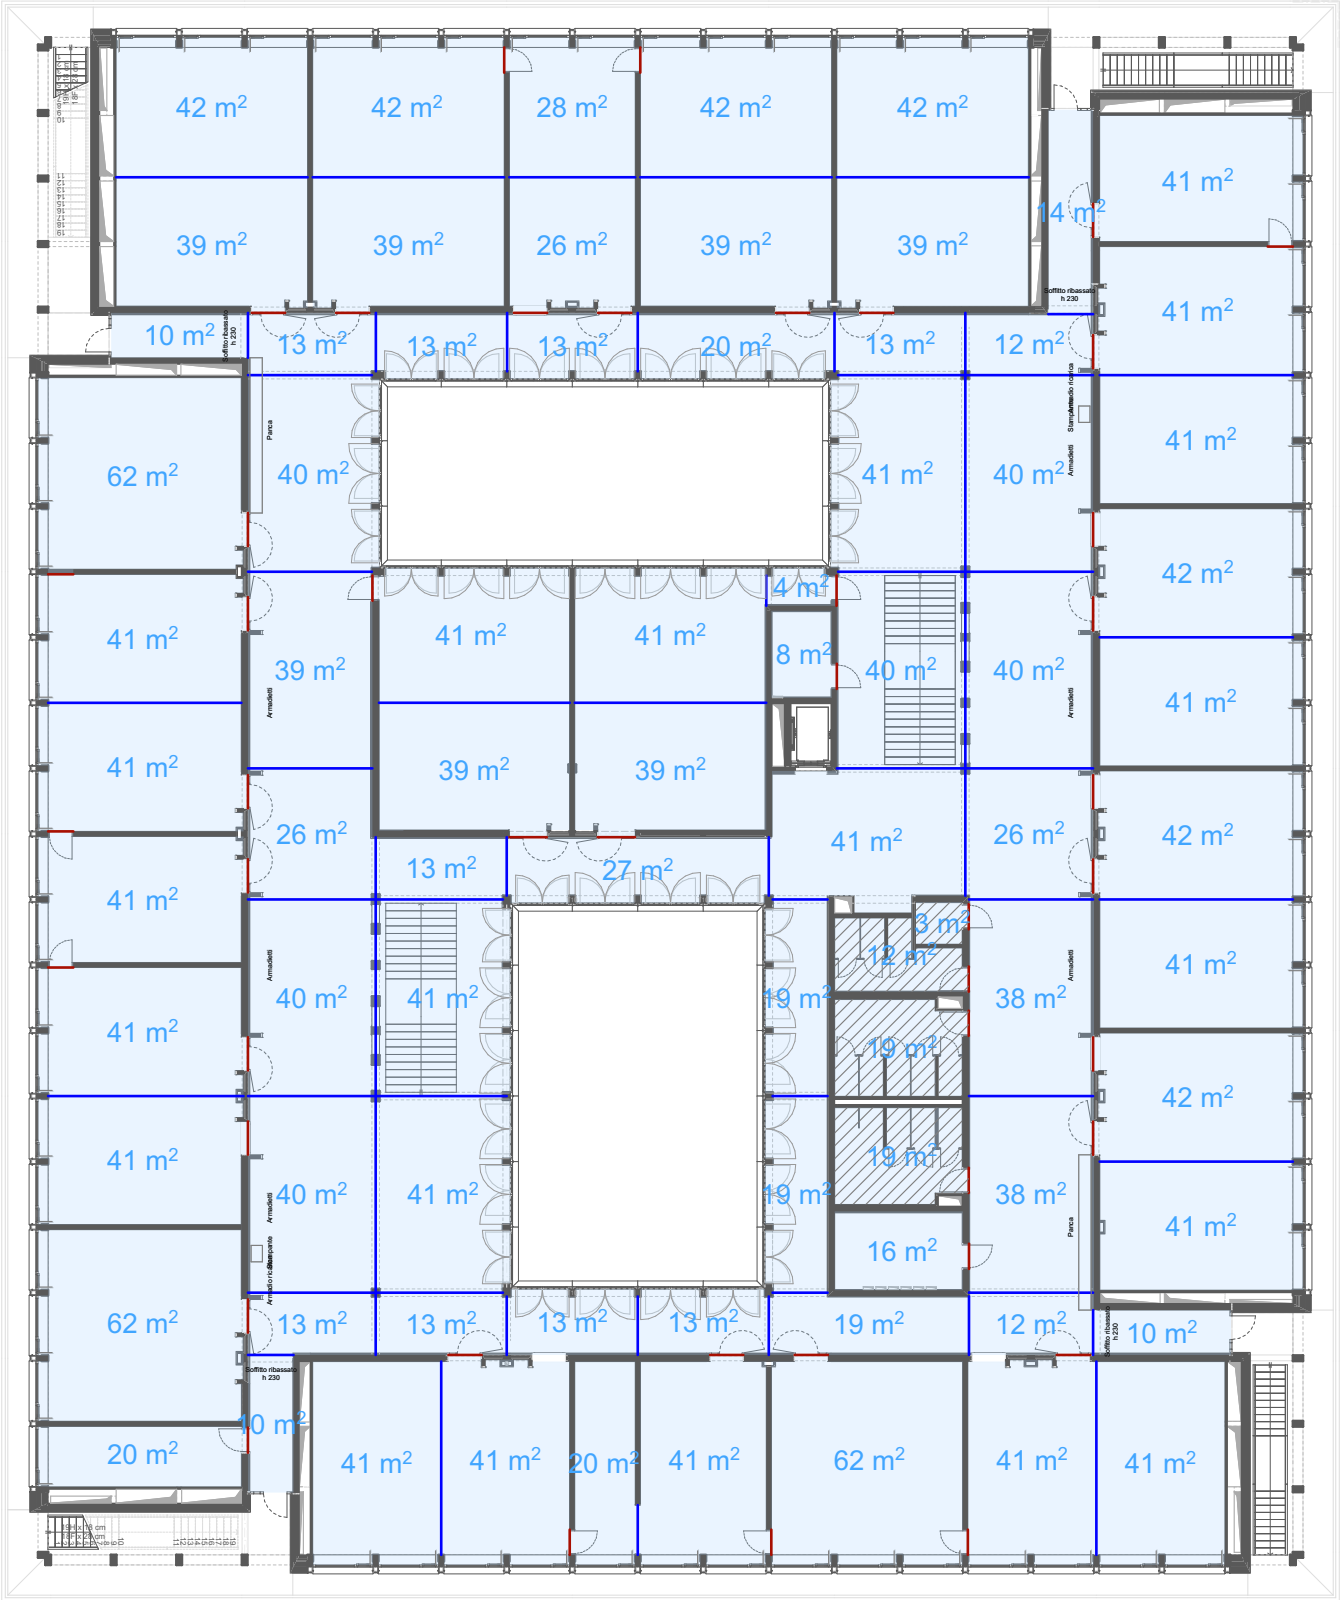 42 m²
42 m²
28 m²
42 m²
42 m²
41 m²
14 m²
39 m²
39 m²
26 m²
39 m²
39 m²
Soffitto ribassato
h 230
41 m²
10 m²
Soffitto ribassato
h 230
13 m²
13 m²
13 m²
20 m²
13 m²
12 m²
Panca
Armadio ricarica
Stampante
Armadietti
62 m²
40 m²
41 m²
40 m²
41 m²
42 m²
4 m²
41 m²
39 m²
41 m²
41 m²
8 m²
40 m²
40 m²
41 m²
Armadietti
Armadietti
41 m²
39 m²
39 m²
26 m²
13 m²
27 m²
41 m²
26 m²
42 m²
41 m²
3 m²
12 m²
41 m²
Armadietti
Armadietti
41 m²
40 m²
41 m²
19 m²
19 m²
38 m²
42 m²
41 m²
19 m²
40 m²
41 m²
19 m²
38 m²
Armadietti
Panca
41 m²
16 m²
Stampante
Armadio ricarica
62 m²
13 m²
13 m²
13 m²
13 m²
19 m²
12 m²
Soffitto ribassato
h 230
10 m²
Soffitto ribassato
h 230
10 m²
20 m²
41 m²
41 m²
20 m²
41 m²
62 m²
41 m²
41 m²